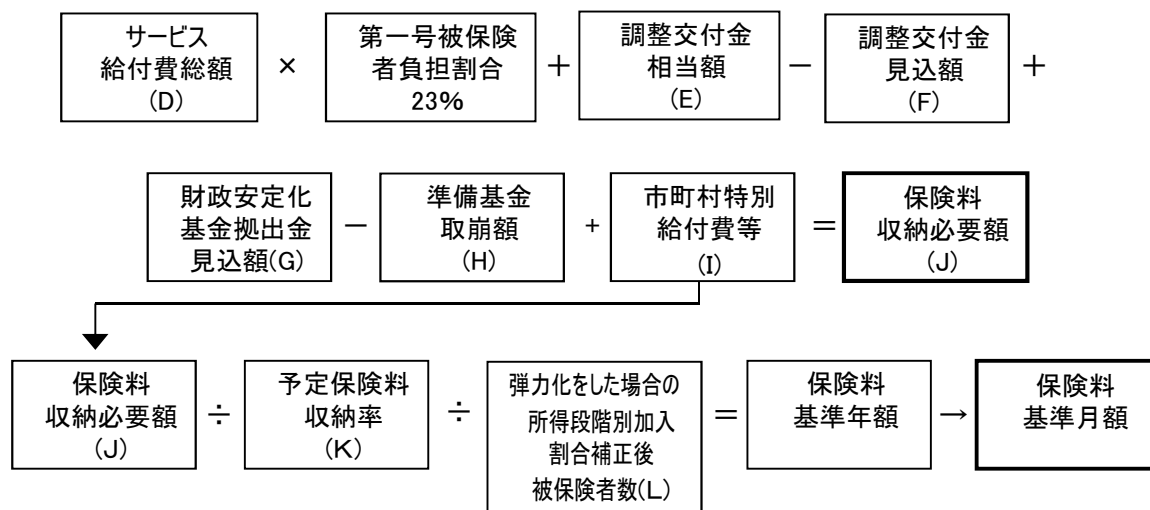 サービス
給付費総額
(D)
×
第一号被保険
者負担割合
23%
＋
調整交付金
相当額
(E)
－
調整交付金
見込額
(F)
＋
財政安定化
基金拠出金
見込額(G)
－
準備基金
取崩額
(H)
+
市町村特別
給付費等
(I)
＝
保険料
収納必要額
(J)
保険料
収納必要額
(J)
÷
予定保険料
収納率
(K)
÷
弾力化をした場合の
所得段階別加入
割合補正後
被保険者数(L)
＝
保険料
基準年額
→
保険料
基準月額